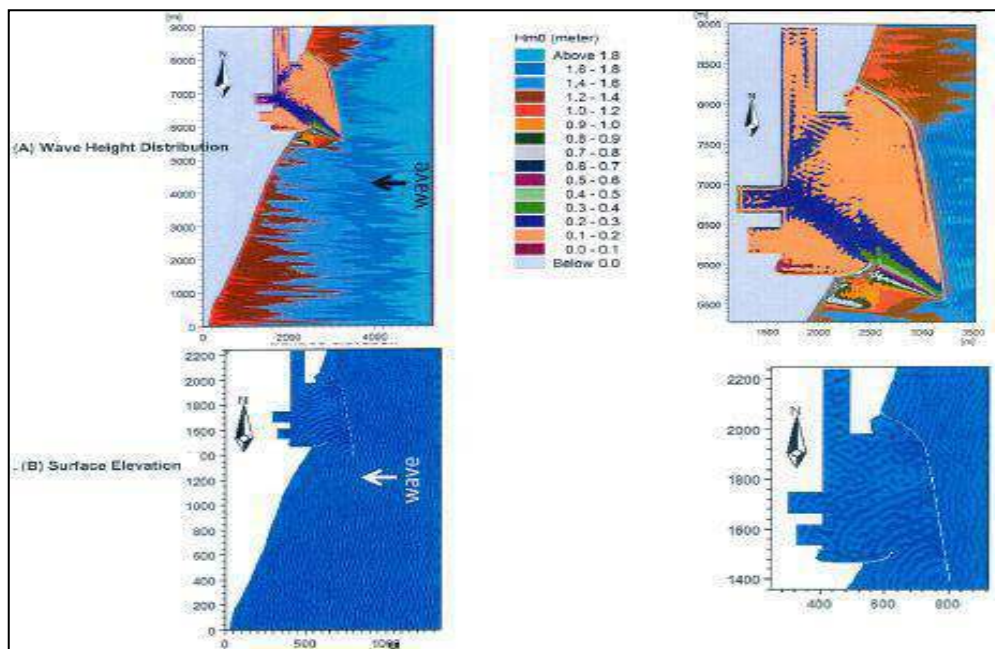 [m]
9000
8000
7000
6000
5000
4000
3000
2000
1000
0
0 2000 4000
N
wave
(A) Wave Height Distribution
Hm0 (meter)
Above 1.8
1.6 - 1.8
1.4 - 1.6
1.2 - 1.4
1.0 - 1.2
0.9 - 1.0
0.8 - 0.9
0.7 - 0.8
0.6 - 0.7
0.5 - 0.6
0.4 - 0.5
0.3 - 0.4
0.2 - 0.3
0.1 - 0.2
0.0 - 0.1
Below 0.0
[m]
9000
8000
7000
6000
5500
1500 2000 2500 3500
[m]
N
2200
2000
1800
1200
1000
800
600
400
200
0
0 500
N
wave
(B) Surface Elevation
2200
2000
1800
1600
1400
400 600 800
N